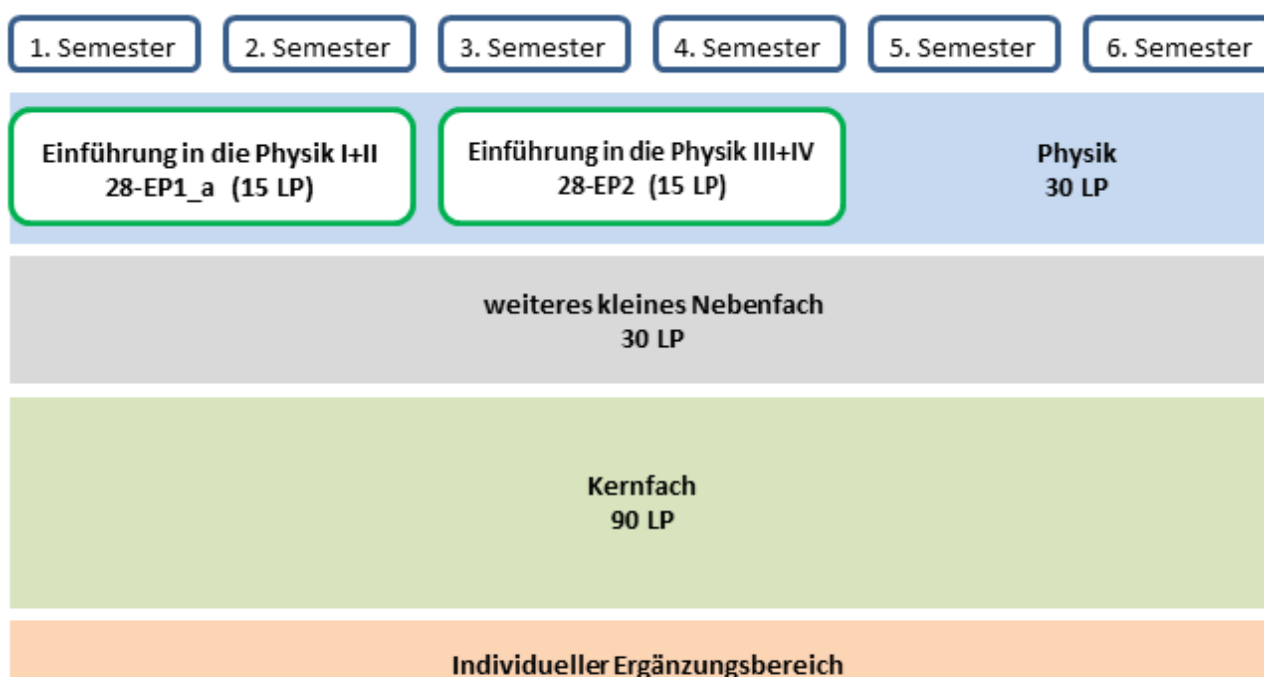 1. Semester 2. Semester 3. Semester 4. Semester 5. Semester 6. Semester
Einführung in die Physik I+II
28-EP1_a (15 LP)
Einführung in die Physik III+IV
28-EP2 (15 LP)
Physik
30 LP
weiteres kleines Nebenfach
30 LP
Kernfach
90 LP
Individueller Ergänzungsbereich